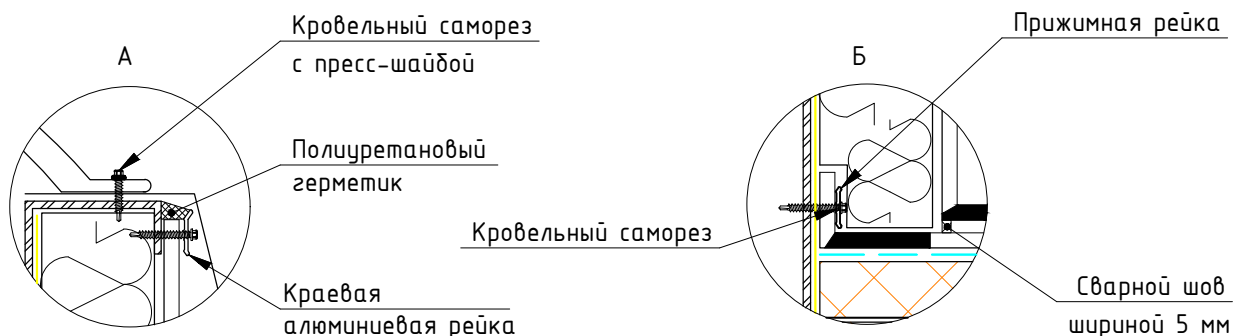 А
Кровельный саморез
с пресс-шайбой
Полиуретановый
герметик
Краевая
алюминиевая рейка
Б
Прижимная рейка
Кровельный саморез
Сварной шов
шириной 5 мм